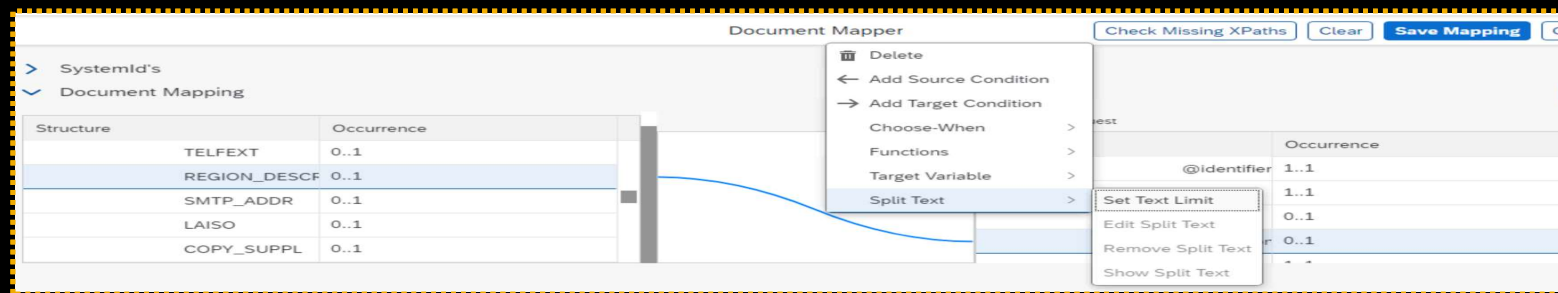 Document Mapper
Check Missing XPaths
Clear
Save Mapping
SystemId's
Document Mapping
Structure
Occurrence
TELFEXT 0..1
REGION_DESCR 0..1
SMTP_ADDR 0..1
LAISO 0..1
COPY_SUPPL 0..1
Delete
Add Source Condition
Add Target Condition
Choose-When >
Functions >
Target Variable >
Split Text >
Set Text Limit
Edit Split Text
Remove Split Text
Show Split Text
Occurrence
@identifier 1..1
1..1
0..1
0..1